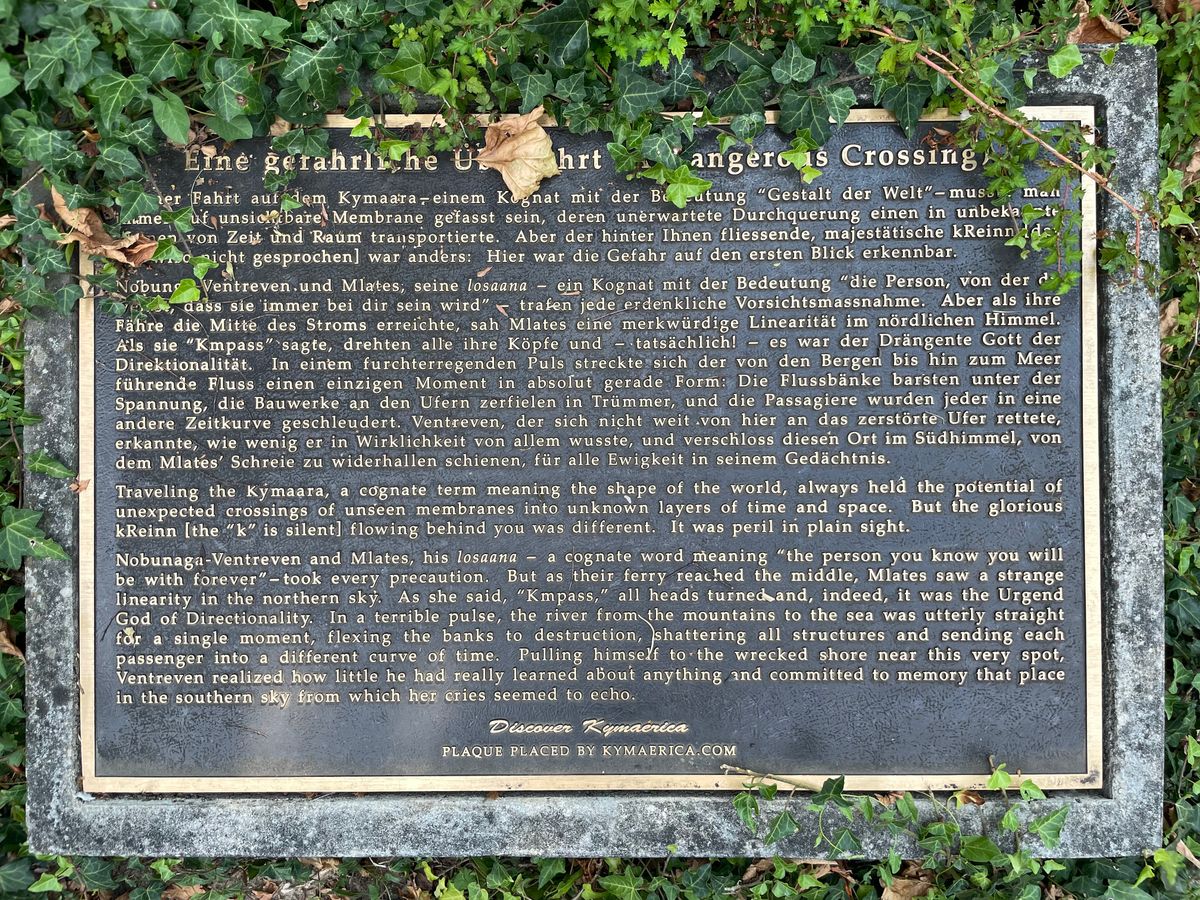 Eine gefährliche angerous Crossing)
Fahrt auf dem Kymaara–einem Kognat mit der Bedeutung “Gestalt der Welt”–musste man
auf unsichtbare Membrane gefasst sein, deren unerwartete Durchquerung einen in unbekannte
von Zeit und Raum transportierte. Aber der hinter Ihnen fliessende, majestätische kReinn [das
nicht gesprochen] war anders: Hier war die Gefahr auf den ersten Blick erkennbar.
Nobunaga-Ventreven und Mlates, seine losaana – ein Kognat mit der Bedeutung “die Person, von der du
dass sie immer bei dir sein wird” – trafen jede erdenkliche Vorsichtsmassnahme. Aber als ihre
Fähre die Mitte des Stroms erreichte, sah Mlates eine merkwürdige Linearität im nördlichen Himmel.
Als sie “Kmpass” sagte, drehten alle ihre Köpfe und – tatsächlich! – es war der Drängente Gott der
Direktionalität. In einem furchterregenden Puls streckte sich der von den Bergen bis hin zum Meer
führende Fluss einen einzigen Moment in absolut gerade Form: Die Flussbänke barsten unter der
Spannung, die Bauwerke an den Ufern zerfielen in Trümmer, und die Passagiere wurden jeder in eine
andere Zeitkurve geschleudert. Ventreven, der sich nicht weit von hier an das zerstörte Ufer rettete,
erkannte, wie wenig er in Wirklichkeit von allem wusste, und verschloss diesen Ort im Südhimmel, von
dem Mlates’ Schreie zu widerhallen schienen, für alle Ewigkeit in seinem Gedächtnis.
Traveling the Kymaara, a cognate term meaning the shape of the world, always held the potential of
unexpected crossings of unseen membranes into unknown layers of time and space. But the glorious
kReinn [the “k” is silent] flowing behind you was different. It was peril in plain sight.
Nobunaga-Ventreven and Mlates, his losaana – a cognate word meaning “the person you know you will
be with forever”–took every precaution. But as their ferry reached the middle, Mlates saw a strange
linearity in the northern sky. As she said, “Kmpass,” all heads turned and, indeed, it was the Urgend
God of Directionality. In a terrible pulse, the river from the mountains to the sea was utterly straight
for a single moment, flexing the banks to destruction, shattering all structures and sending each
passenger into a different curve of time. Pulling himself to the wrecked shore near this very spot,
Ventreven realized how little he had really learned about anything and committed to memory that place
in the southern sky from which her cries seemed to echo.
Discover Kymaerica
PLAQUE PLACED BY KYMAERICA.COM